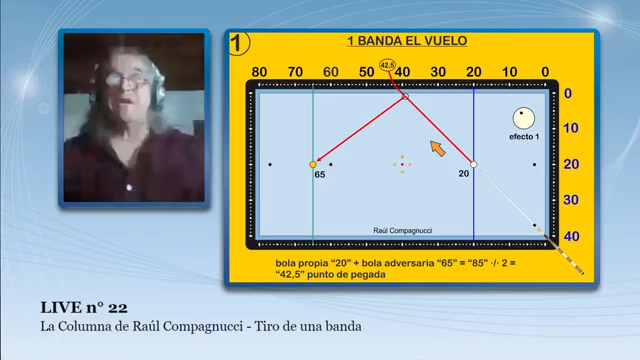 1
1 BANDA EL VUELO
42,5
80 70 60 50 40 30 20 10 0
0
10
20
30
40
efecto 1
65
20
Raúl Compagnucci
bola propia “20” + bola adversaria “65” = “85” ·/· 2 =
“42,5” punto de pegada
LIVE n° 22
La Columna de Raúl Compagnucci - Tiro de una banda